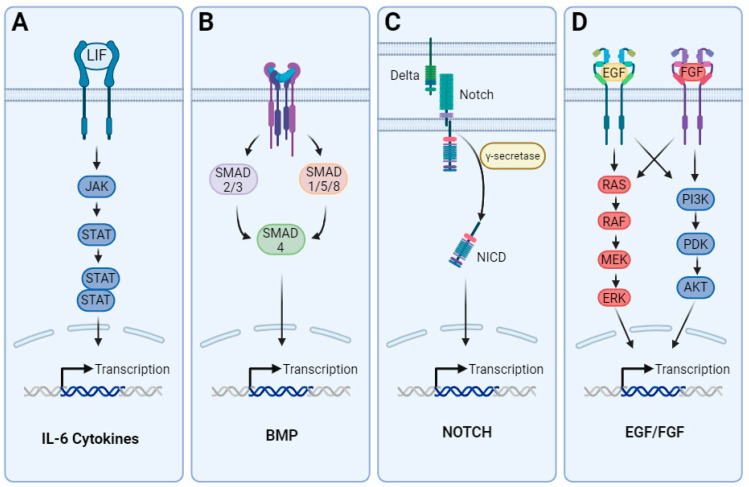 A
LIF
JAK
STAT
STAT
STAT
Transcription
IL-6 Cytokines
B
SMAD
2/3
SMAD
1/5/8
SMAD
4
Transcription
BMP
C
Delta
Notch
γ-secretase
NICD
Transcription
NOTCH
D
EGF
FGF
RAS
RAF
MEK
ERK
PI3K
PDK
AKT
Transcription
EGF/FGF